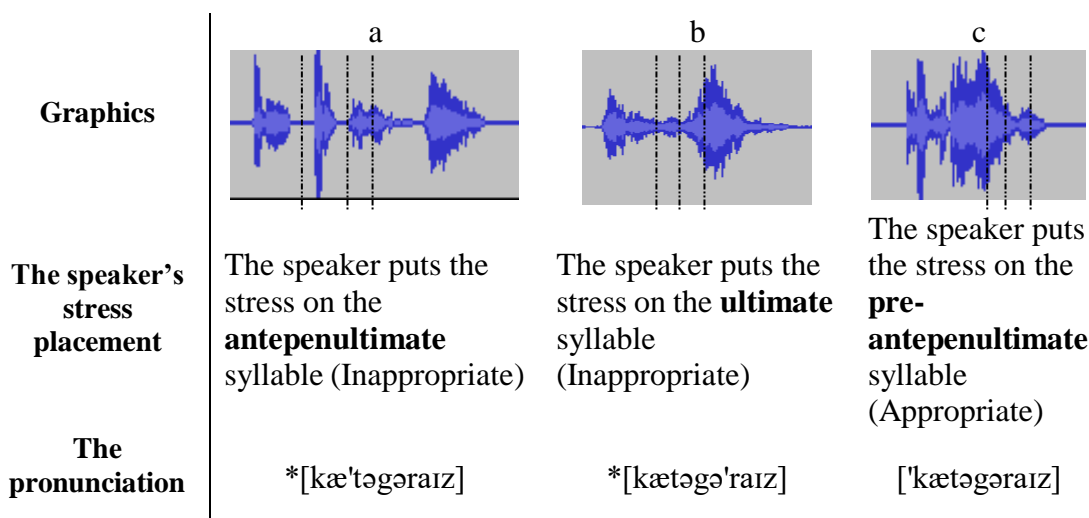 a b c
Graphics
The speaker's stress placement
The speaker puts the
stress on the
antepenultimate
syllable (Inappropriate)
The speaker puts the
stress on the ultimate
syllable
(Inappropriate)
The speaker puts
the stress on the
pre-
antepenultimate
syllable
(Appropriate)
The
pronunciation
*[kæ'təgəraɪz] *[kætəgə'raɪz] ['kætəgəraɪz]